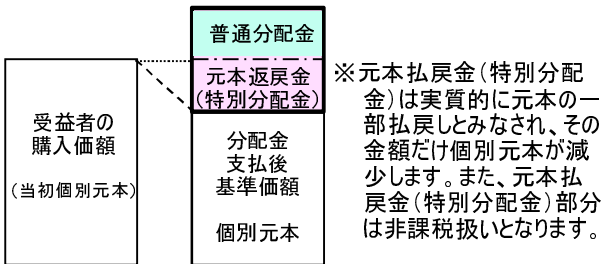 普通分配金
元本返戻金
(特別分配金)
受益者の
購入価額
(当初個別元本)
分配金
支払後
基準価額
個別元本
※元本払戻金(特別分配
金)は実質的に元本の一
部払戻しとみなされ、その
金額だけ個別元本が減
少します。また、元本払
戻金(特別分配金)部分
は非課税扱いとなります。